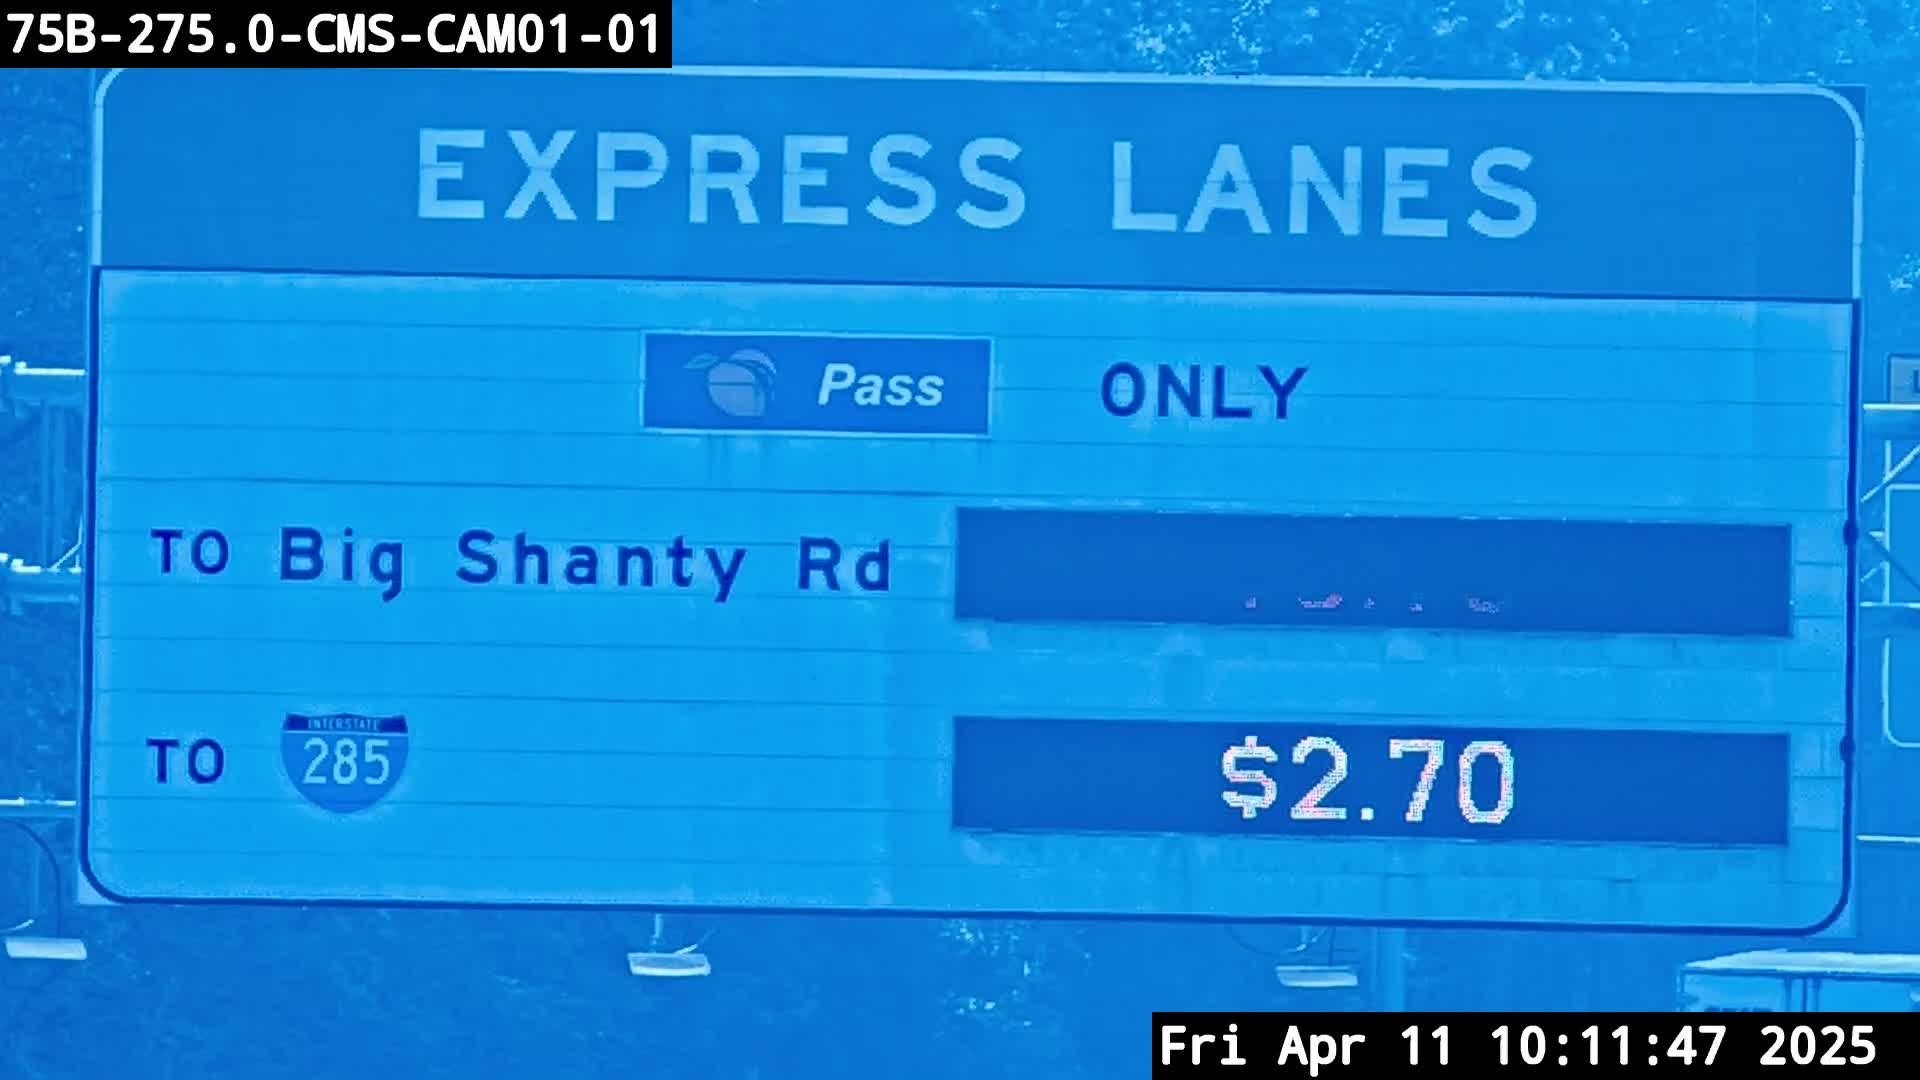 75B-275.0-CMS-CAM01-01
EXPRESS LANES
Pass ONLY
TO Big Shanty Rd
TO INTERSTATE 285 $2.70
Fri Apr 11 10:11:47 2025